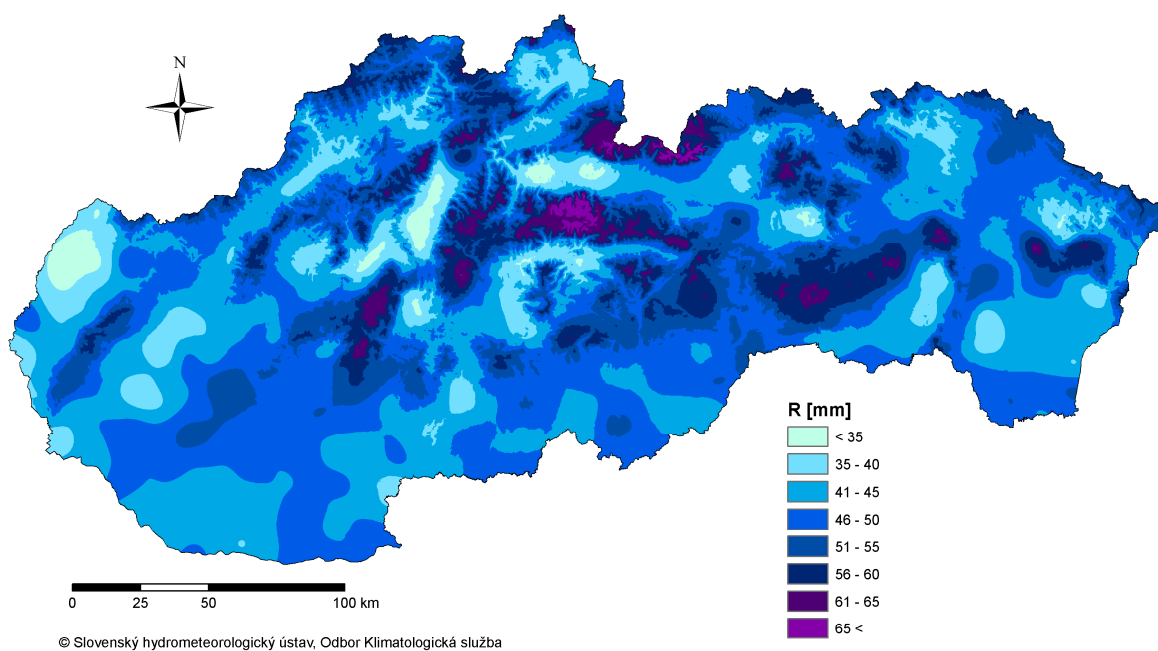 N
R [mm]
< 35
35 - 40
41 - 45
46 - 50
51 - 55
56 - 60
61 - 65
65 <
0 25 50 100 km
© Slovenský hydrometeorologický ústav, Odbor Klimatologická služba